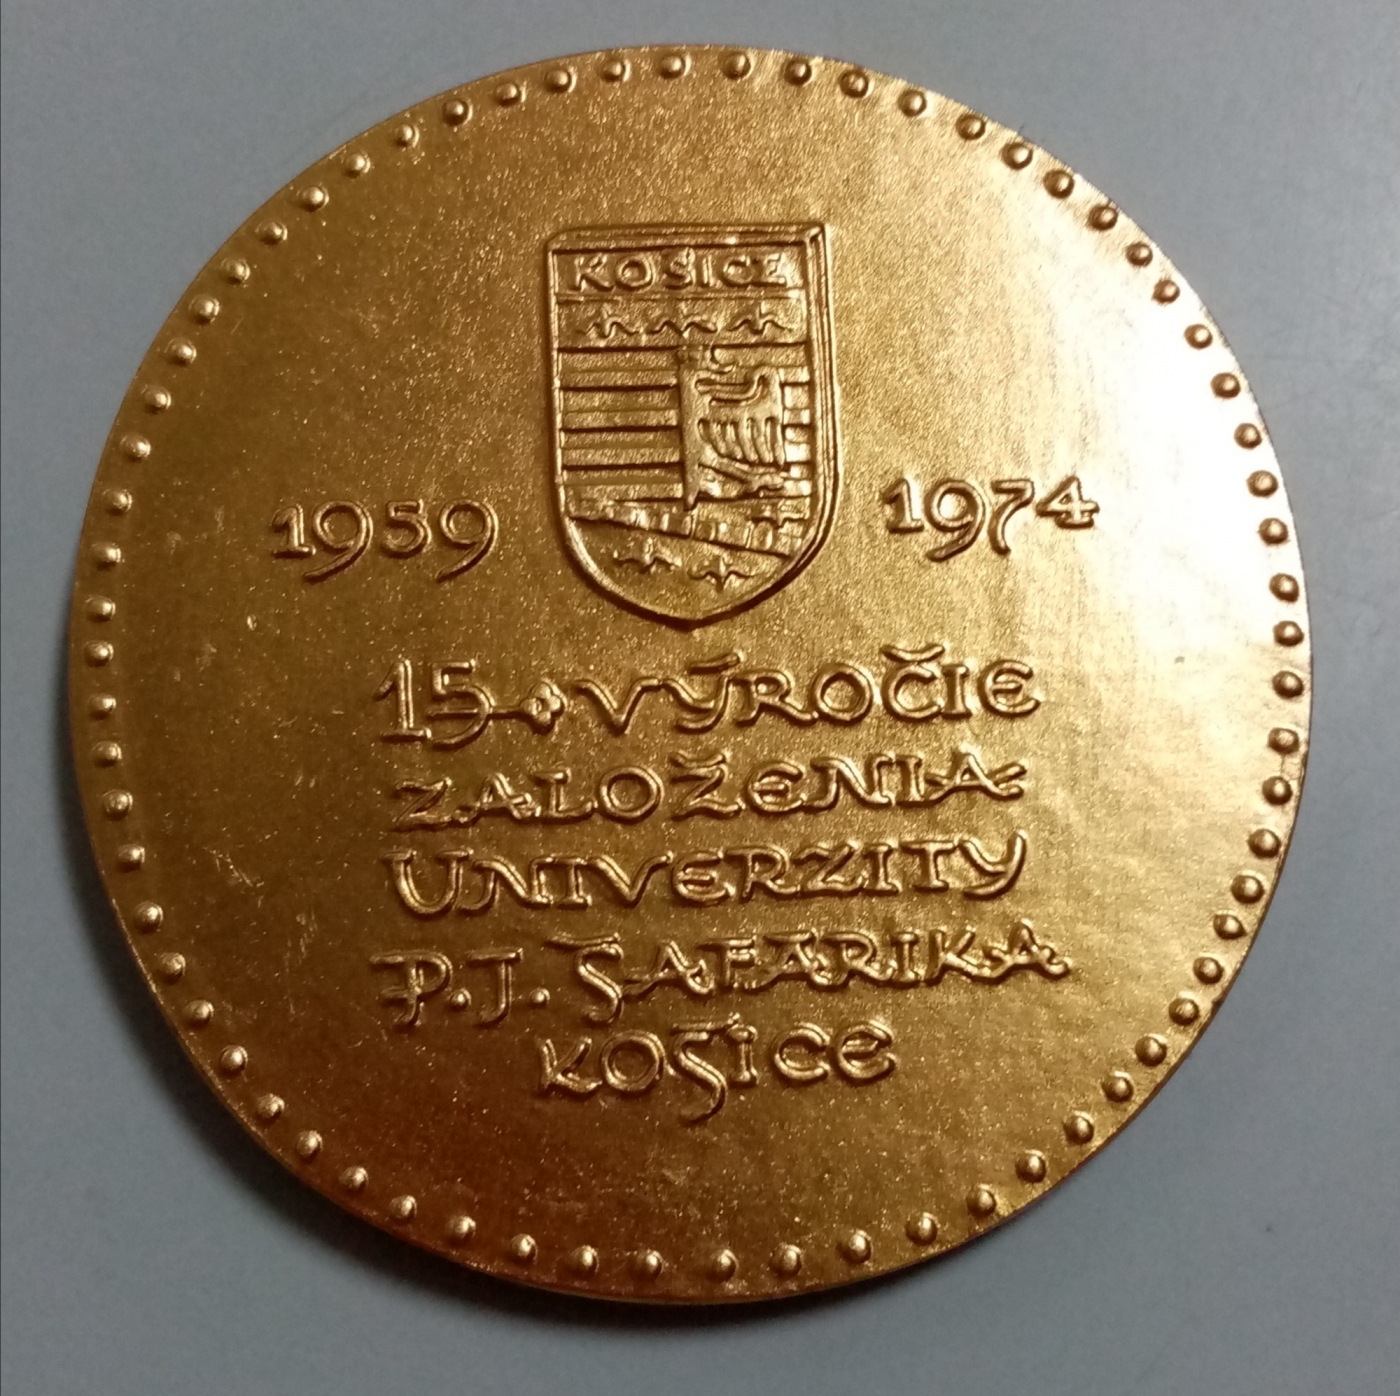 KOŠICE
1959 1974
15. VÝROČIE
ZALOŽENIA
UNIVERZITY
P.J. ŠAFÁRIKA
KOŠICE